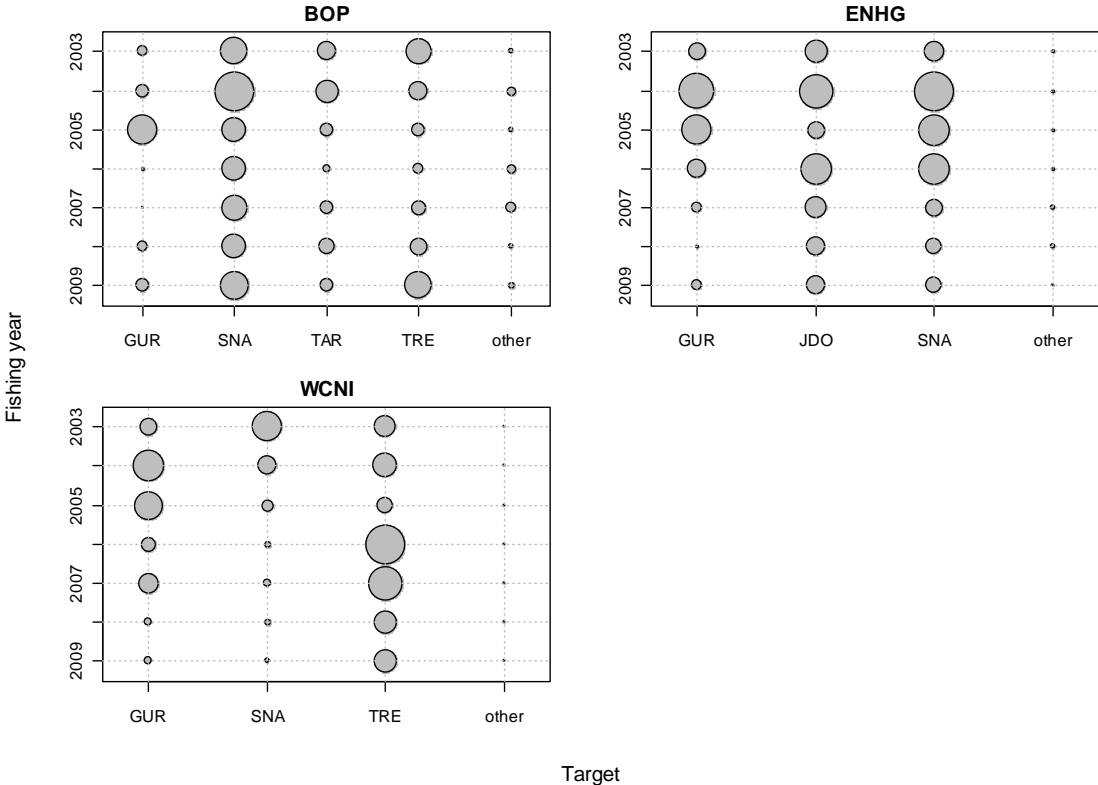 BOP
2003
2005
2007
2009
GUR SNA TAR TRE other
ENHG
2003
2005
2007
2009
GUR JDO SNA other
WCNI
2003
2005
2007
2009
GUR SNA TRE other
Fishing year
Target